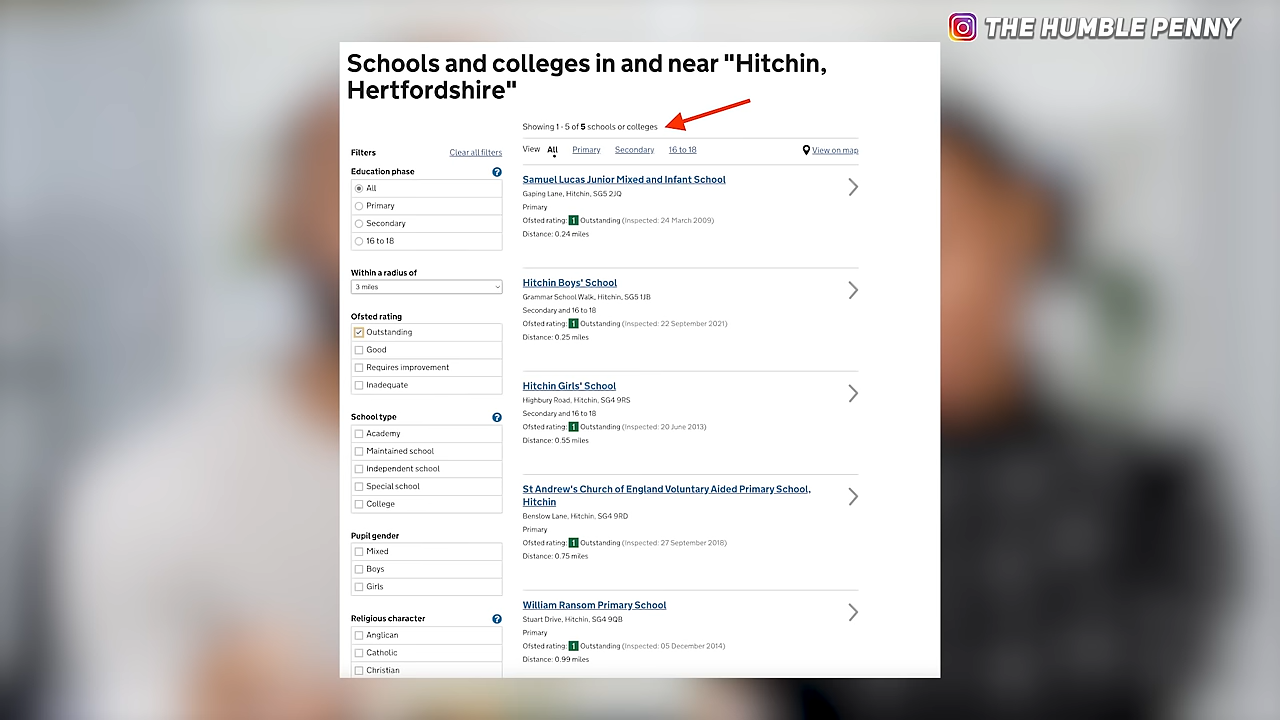 THE HUMBLE PENNY
Schools and colleges in and near "Hitchin,
Hertfordshire"
Showing 1 - 5 of 5 schools or colleges
View All Primary Secondary 16 to 18 View on map
Filters Clear all filters
Education phase ?
All
Primary
Secondary
16 to 18
Within a radius of
3 miles
Ofsted rating
Outstanding
Good
Requires improvement
Inadequate
School type ?
Academy
Maintained school
Independent school
Special school
College
Pupil gender
Mixed
Boys
Girls
Religious character ?
Anglican
Catholic
Christian
Samuel Lucas Junior Mixed and Infant School
Gaping Lane, Hitchin, SG5 2JQ
Primary
Ofsted rating: 1 Outstanding (Inspected: 24 March 2009)
Distance: 0.24 miles
Hitchin Boys' School
Grammar School Walk, Hitchin, SG5 1JB
Secondary and 16 to 18
Ofsted rating: 1 Outstanding (Inspected: 22 September 2021)
Distance: 0.25 miles
Hitchin Girls' School
Highbury Road, Hitchin, SG4 9RS
Secondary and 16 to 18
Ofsted rating: 1 Outstanding (Inspected: 20 June 2013)
Distance: 0.55 miles
St Andrew's Church of England Voluntary Aided Primary School,
Hitchin
Benslow Lane, Hitchin, SG4 9RD
Primary
Ofsted rating: 1 Outstanding (Inspected: 27 September 2018)
Distance: 0.75 miles
William Ransom Primary School
Stuart Drive, Hitchin, SG4 9QB
Primary
Ofsted rating: 1 Outstanding (Inspected: 05 December 2014)
Distance: 0.99 miles